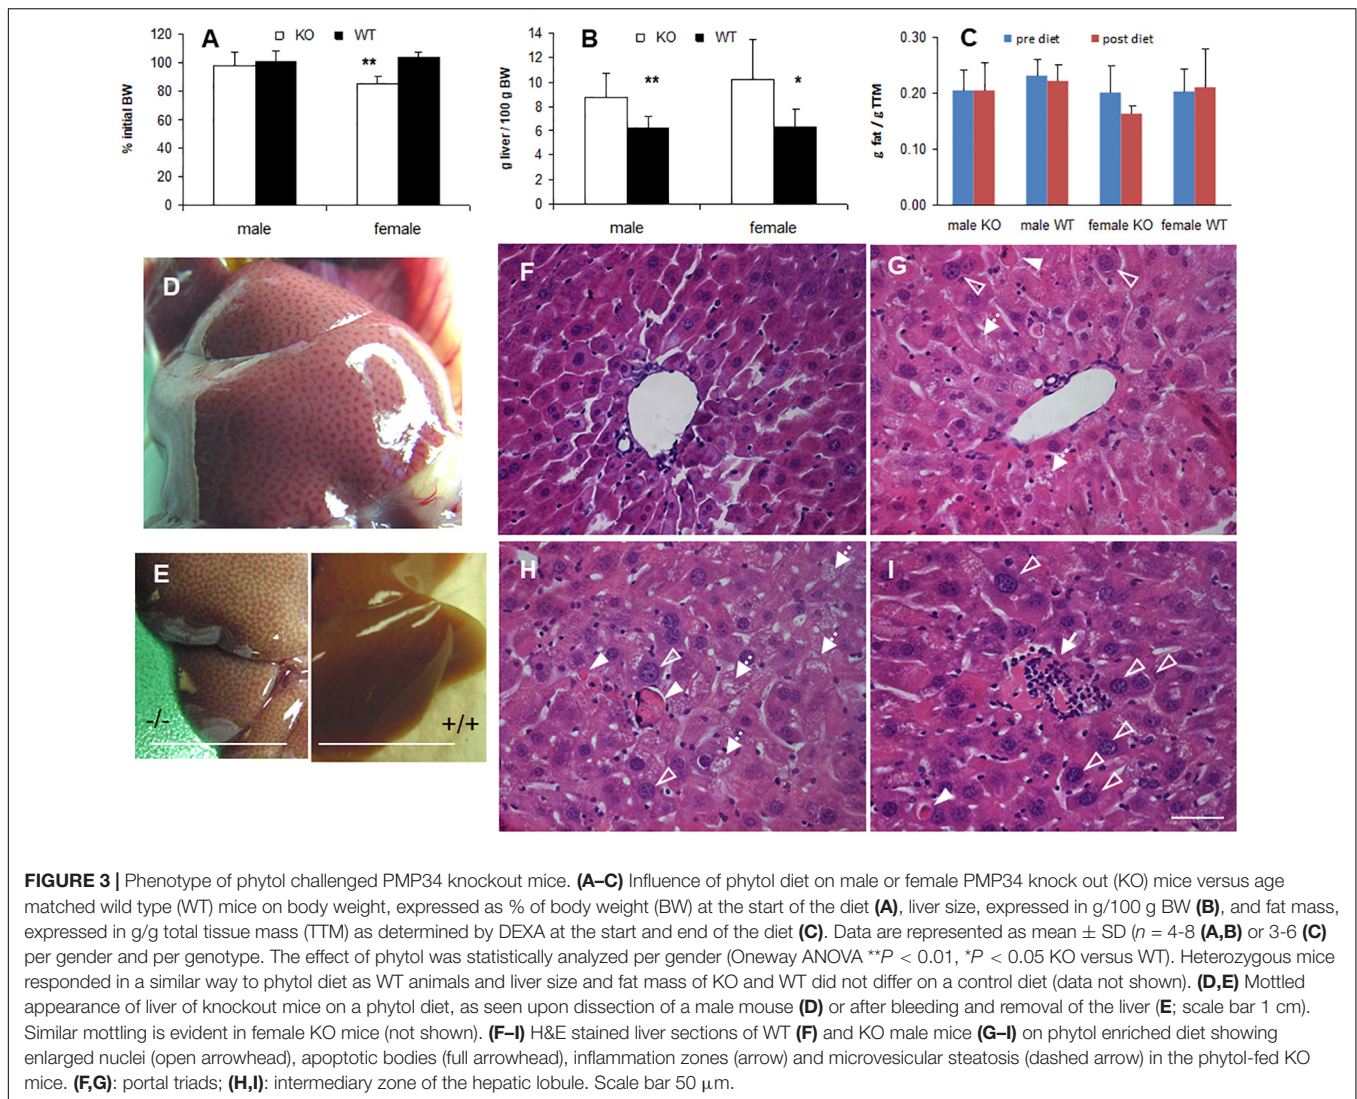 A
KO
WT
120
100
80
60
40
20
0
% initial BW
**
male
female
B
KO
WT
14
12
10
8
6
4
2
0
g liver / 100 g BW
**
*
male
female
C
pre diet
post diet
0.30
0.20
0.10
0.00
g fat / g TTM
male KO
male WT
female KO
female WT
D
F
G
E
-/-
+/+
H
I
FIGURE 3 | Phenotype of phytol challenged PMP34 knockout mice. (A–C) Influence of phytol diet on male or female PMP34 knock out (KO) mice versus age
matched wild type (WT) mice on body weight, expressed as % of body weight (BW) at the start of the diet (A), liver size, expressed in g/100 g BW (B), and fat mass,
expressed in g/g total tissue mass (TTM) as determined by DEXA at the start and end of the diet (C). Data are represented as mean ± SD (n = 4-8 (A,B) or 3-6 (C)
per gender and per genotype. The effect of phytol was statistically analyzed per gender (Oneway ANOVA **P < 0.01, *P < 0.05 KO versus WT). Heterozygous mice
responded in a similar way to phytol diet as WT animals and liver size and fat mass of KO and WT did not differ on a control diet (data not shown). (D,E) Mottled
appearance of liver of knockout mice on a phytol diet, as seen upon dissection of a male mouse (D) or after bleeding and removal of the liver (E; scale bar 1 cm).
Similar mottling is evident in female KO mice (not shown). (F–I) H&E stained liver sections of WT (F) and KO male mice (G–I) on phytol enriched diet showing
enlarged nuclei (open arrowhead), apoptotic bodies (full arrowhead), inflammation zones (arrow) and microvesicular steatosis (dashed arrow) in the phytol-fed KO
mice. (F,G): portal triads; (H,I): intermediary zone of the hepatic lobule. Scale bar 50 μm.